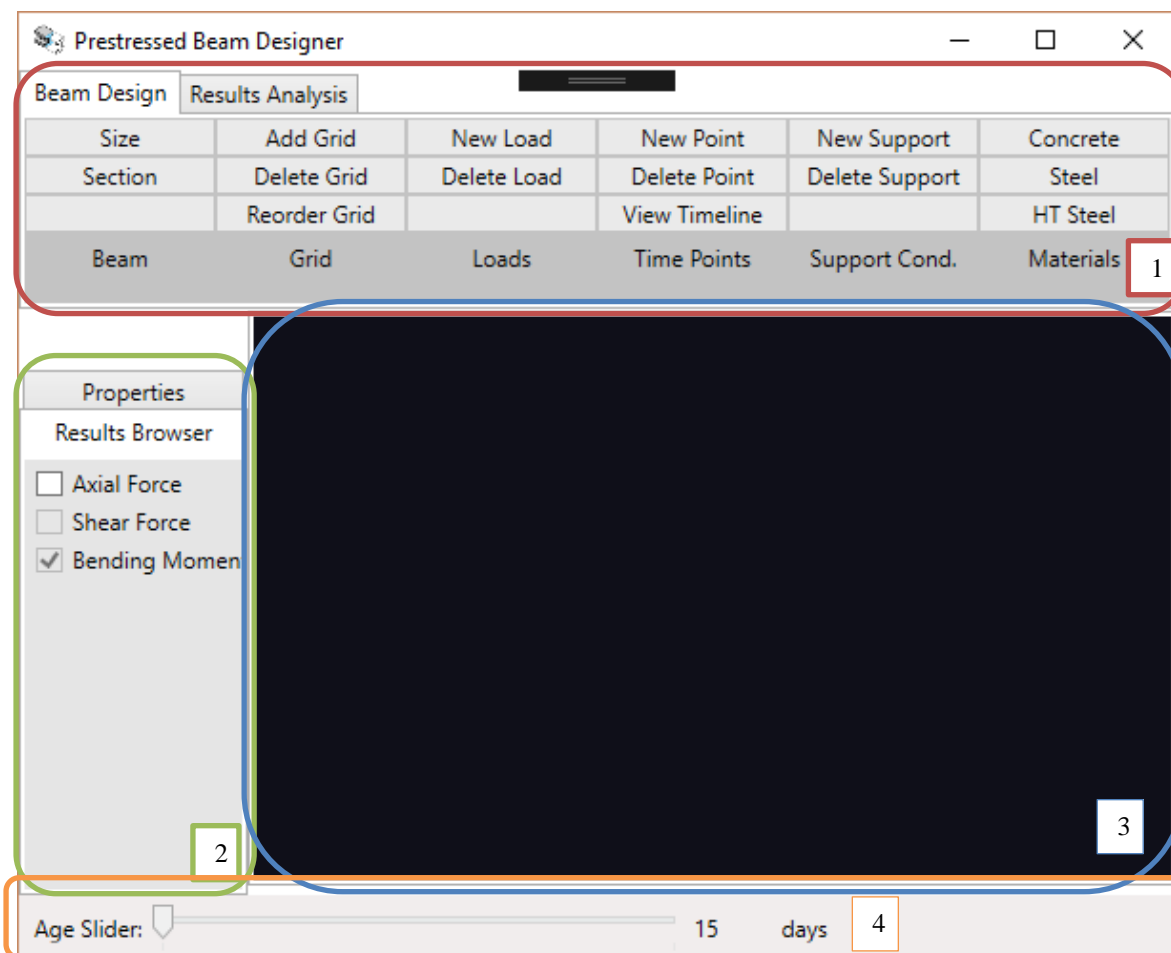 Prestressed Beam Designer
Beam Design Results Analysis
Size Add Grid New Load New Point New Support Concrete
Section Delete Grid Delete Load Delete Point Delete Support Steel
Reorder Grid View Timeline HT Steel
Beam Grid Loads Time Points Support Cond. Materials 1
Properties
Results Browser
Axial Force
Shear Force
Bending Momen
3
2
Age Slider: 15 days 4